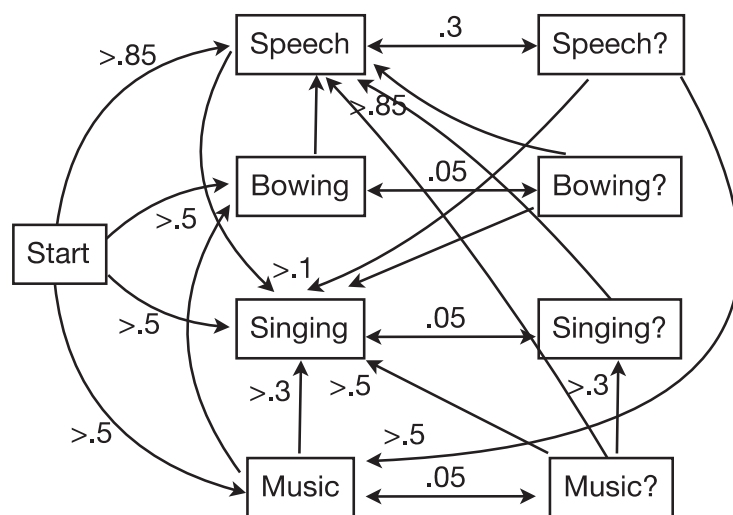 Speech .3 Speech?
>.85
>.85
Bowing .05 Bowing?
>.5
Start
>.1
>.5 Singing .05 Singing?
>.3 >.5 >.3
>.5 >.5
Music .05 Music?